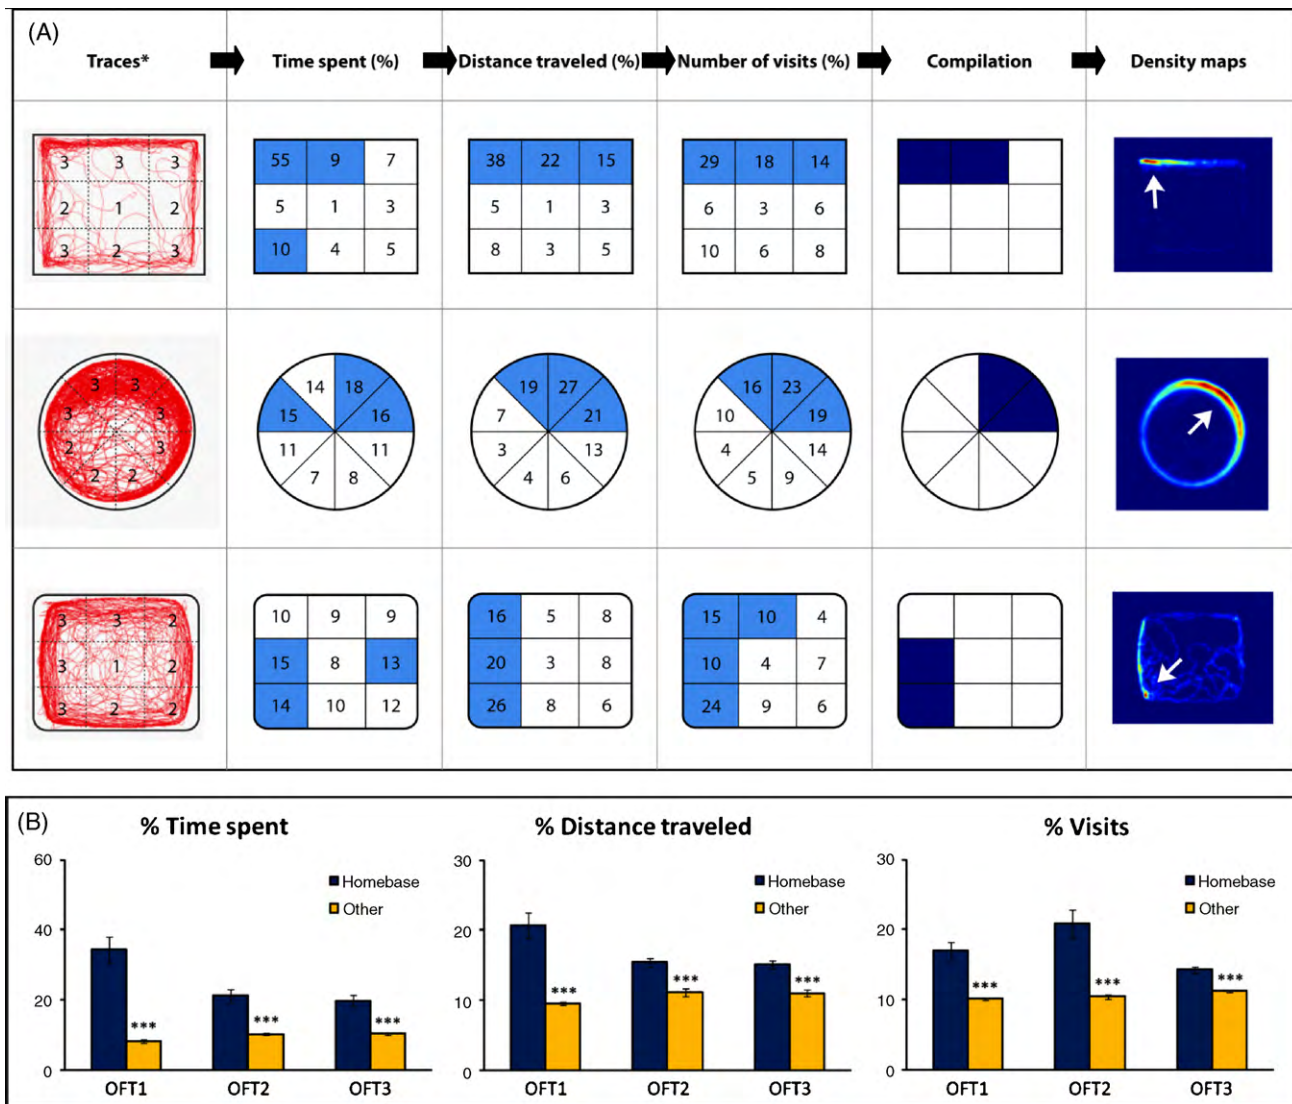 (A)
Traces* Time spent (%) Distance traveled (%) Number of visits (%) Compilation Density maps
3 3 3 55 9 7 38 22 15 29 18 14
2 1 2 5 1 3 5 1 3 6 3 6
3 2 3 10 4 5 8 3 5 10 6 8
3 3 14 18 19 27 16 23
3 3 15 16 7 21 10 19
2 3 11 11 3 13 4 14
2 2 7 8 4 6 5 9
3 3 2 10 9 9 16 5 8 15 10 4
3 1 2 15 8 13 20 3 8 10 4 7
3 2 2 14 10 12 26 8 6 24 9 6
(B)
% Time spent
60
40
20
0
Homebase
Other
***
***
***
OFT1 OFT2 OFT3
% Distance traveled
30
20
10
0
Homebase
Other
***
***
***
OFT1 OFT2 OFT3
% Visits
30
20
10
0
Homebase
Other
***
***
***
OFT1 OFT2 OFT3